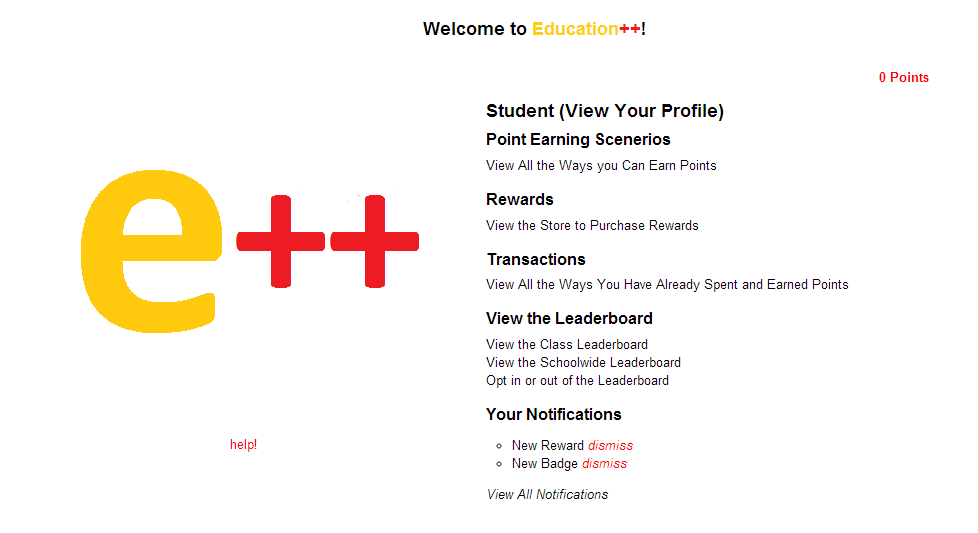 Welcome to Education++!
0 Points
e++
Student (View Your Profile)
Point Earning Scenerios
View All the Ways you Can Earn Points
Rewards
View the Store to Purchase Rewards
Transactions
View All the Ways You Have Already Spent and Earned Points
View the Leaderboard
View the Class Leaderboard
View the Schoolwide Leaderboard
Opt in or out of the Leaderboard
Your Notifications
New Reward dismiss
New Badge dismiss
View All Notifications
help!